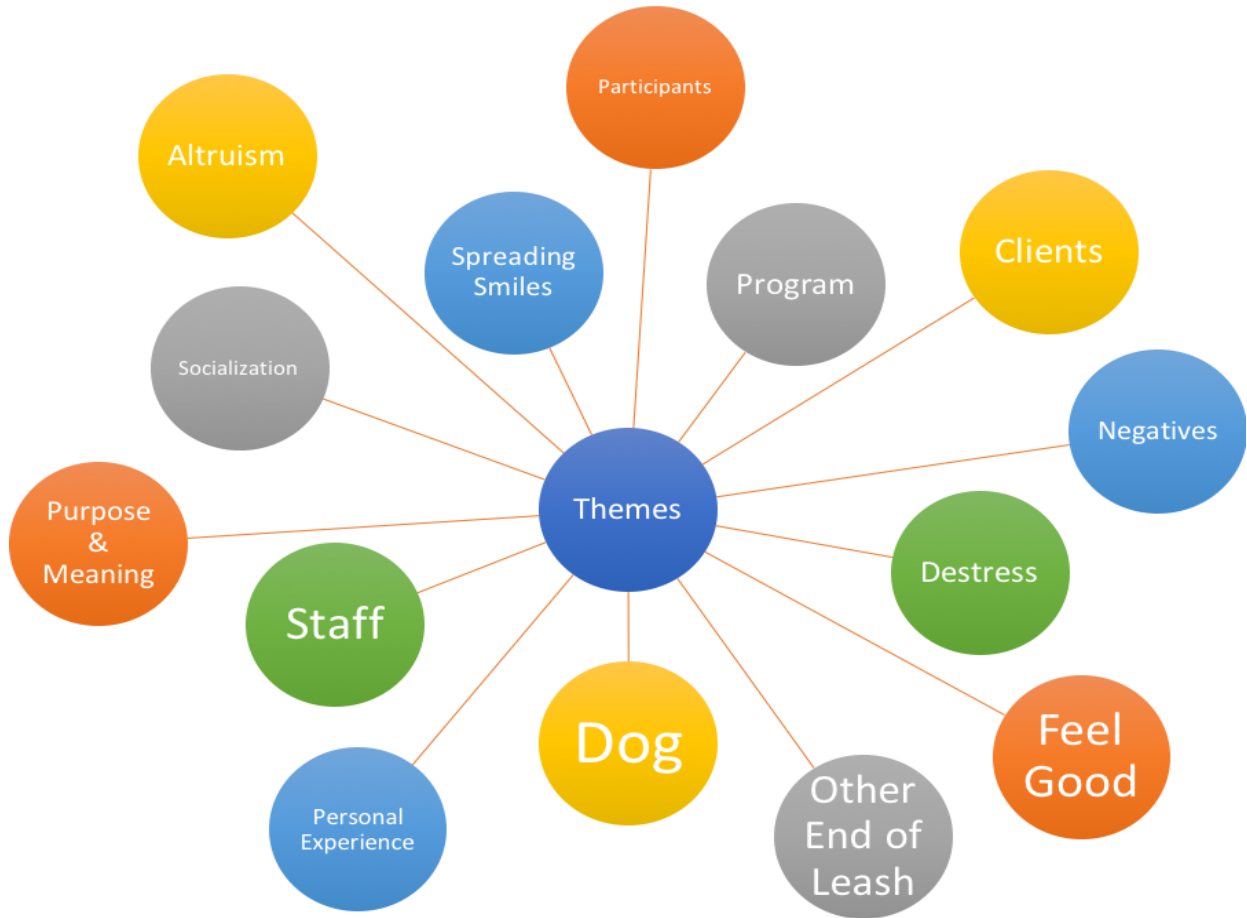 Participants
Altruism
Spreading
Smiles
Program
Clients
Socialization
Negatives
Themes
Purpose
&
Meaning
Staff
Destress
Dog
Feel
Good
Personal
Experience
Other
End of
Leash